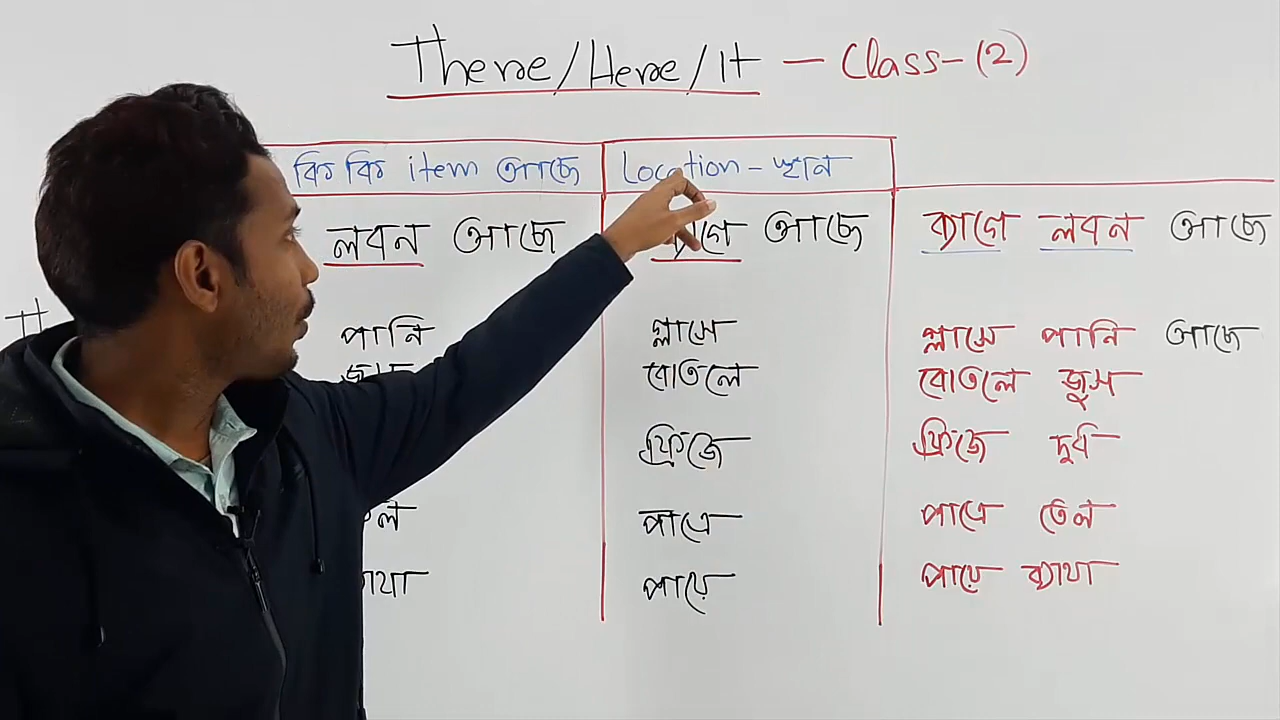 There/Here/It — Class-(2)
কি কি item আছে Location - স্থান
লবন আছে ব্যাগে আছে ব্যাগে লবন আছে
#
পানি গ্লাসে গ্লাসে পানি আছে
বোতলে বোতলে জুস
ফ্রিজে ফ্রিজে দুধ
পাত্রে পাত্রে তেল
পায়ে পায়ে ব্যাথা